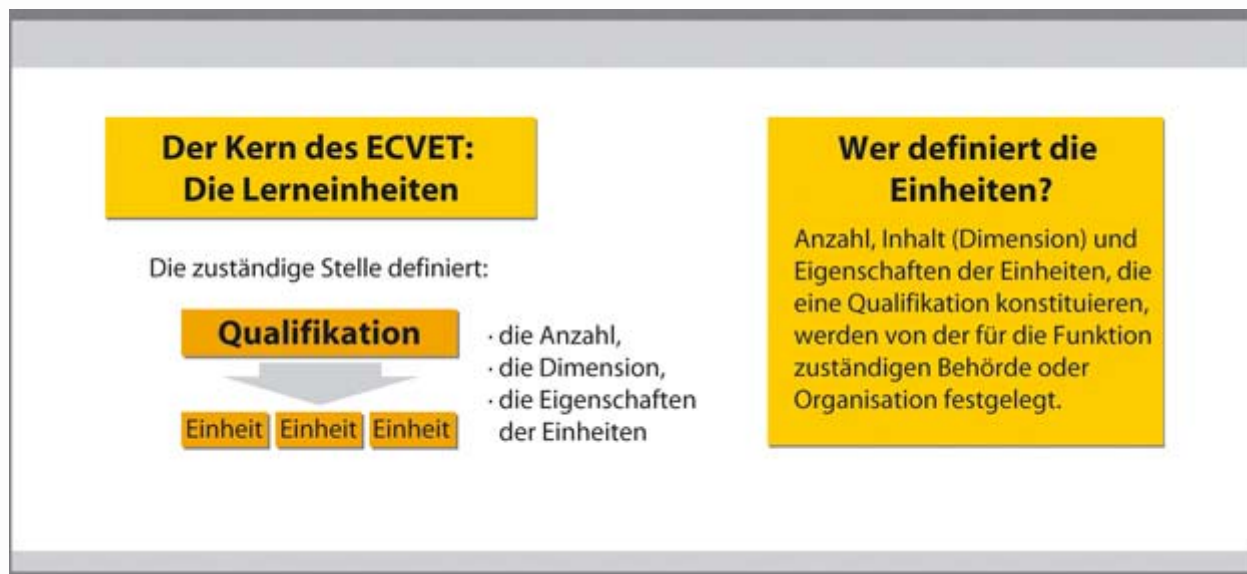 Der Kern des ECVET:
Die Lerneinheiten
Die zuständige Stelle definiert:
Qualifikation
Einheit Einheit Einheit
· die Anzahl,
· die Dimension,
· die Eigenschaften
der Einheiten
Wer definiert die
Einheiten?
Anzahl, Inhalt (Dimension) und
Eigenschaften der Einheiten, die
eine Qualifikation konstituieren,
werden von der für die Funktion
zuständigen Behörde oder
Organisation festgelegt.